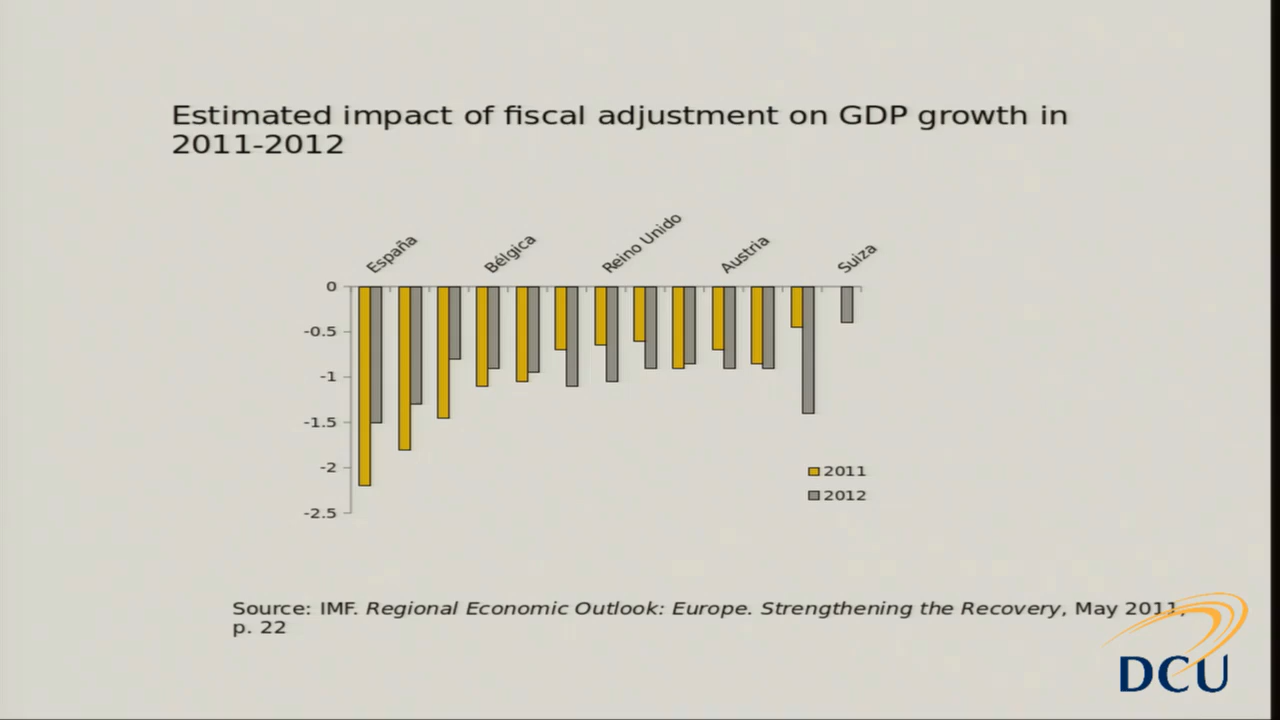 Estimated impact of fiscal adjustment on GDP growth in
2011-2012
España
Bélgica
Reino Unido
Austria
Suiza
0
-0.5
-1
-1.5
-2
-2.5
2011
2012
Source: IMF. Regional Economic Outlook: Europe. Strengthening the Recovery, May 2011,
p. 22
DCU